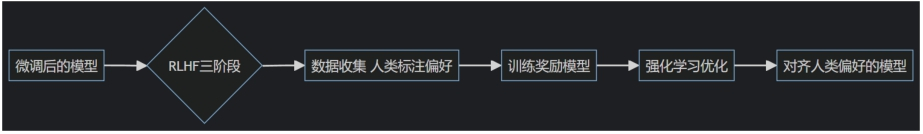 微调后的模型
RLHF三阶段
数据收集 人类标注偏好
训练奖励模型
强化学习优化
对齐人类偏好的模型